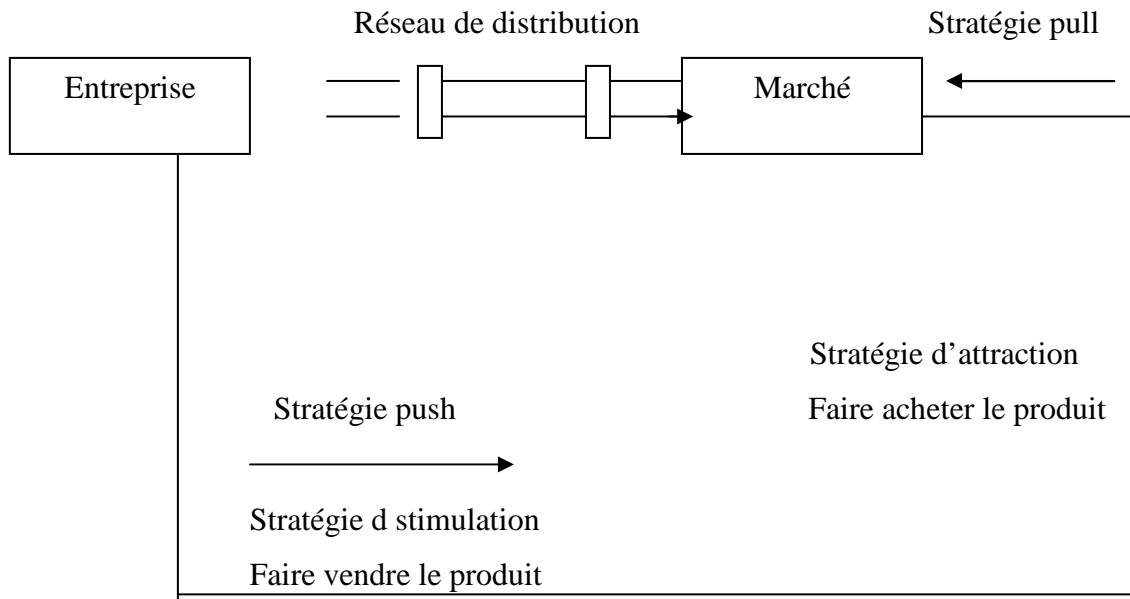 Réseau de distribution
Stratégie pull
Entreprise
Marché
Stratégie d’attraction
Faire acheter le produit
Stratégie push
Stratégie d stimulation
Faire vendre le produit